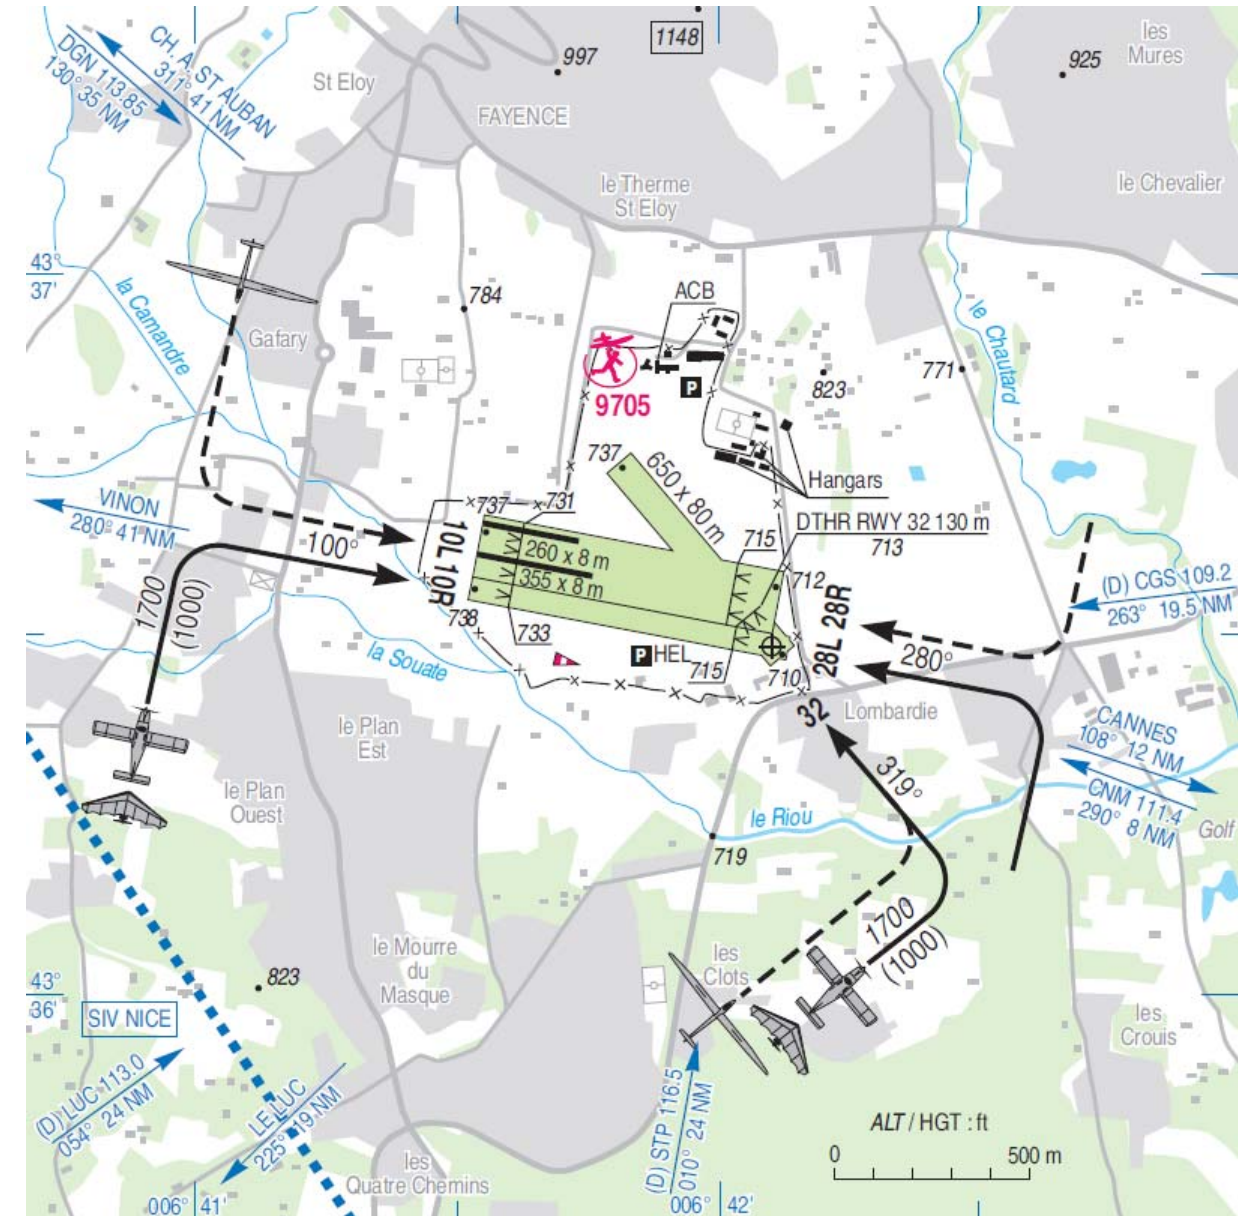 CH. A. ST AUBAN
311° 41 NM
DGN 113.85
130° 35 NM
St Eloy
997
1148
925
les
Mures
FAYENCE
le Therme
St Eloy
le Chevalier
43°
37'
la Camandre
Gafary
784
ACB
9705
P
771
823
le Chautard
737
650 x 80 m
Hangars
VINON
280° 41 NM
737
731
DTHR RWY 32 130 m
713
715
100°
10L 10R
260 x 8 m
355 x 8 m
712
(D) CGS 109.2
263° 19.5 NM
1700
(1000)
738
733
28L 28R
280°
la Souate
P HEL
715
710
32
Lombardie
le Plan
Est
319°
CANNES
108° 12 NM
CNM 111.4
290° 8 NM
le Plan
Ouest
le Riou
Golf
719
1700
(1000)
le Mourre
du
Masque
les
Clots
823
43°
36'
SIV NICE
les
Crouis
(D) LUC 113.0
054° 24 NM
LE LUC
225° 19 NM
(D) STP 116.5
010° 24 NM
ALT / HGT : ft
0 500 m
les
Quatre Chemins
006° 41'
006° 42'